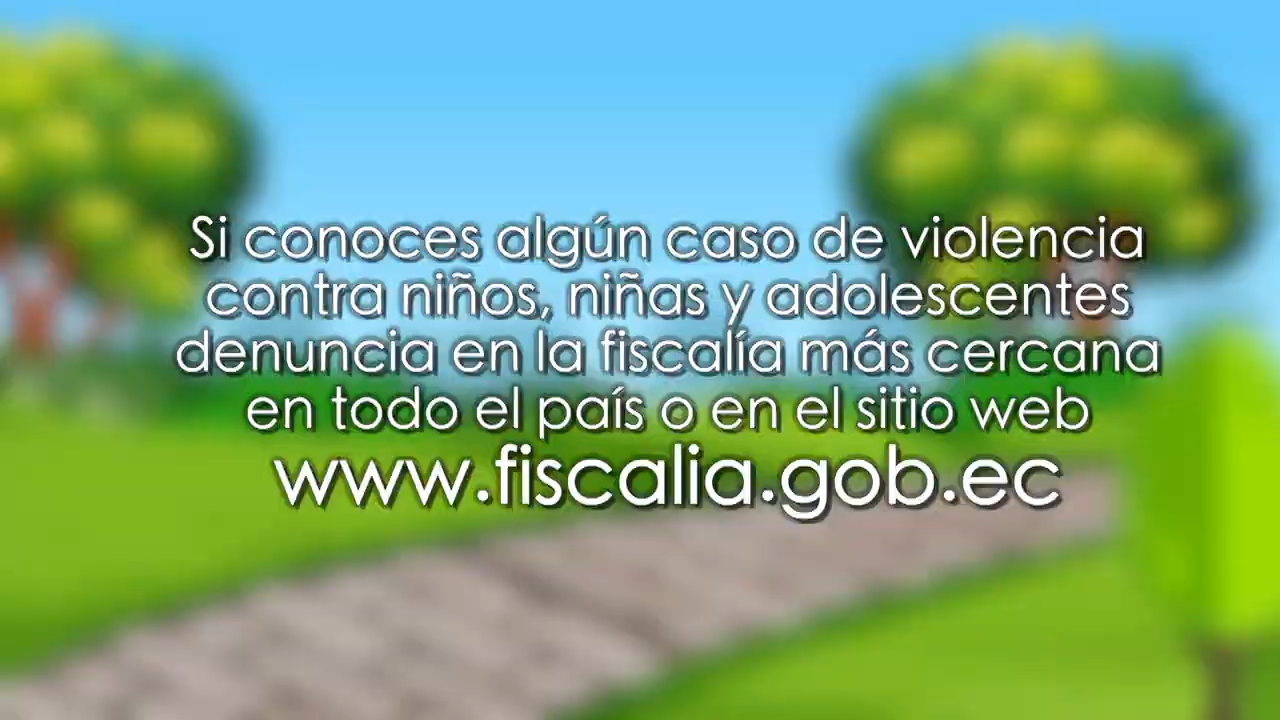 Si conoces algún caso de violencia
contra niños, niñas y adolescentes
denuncia en la fiscalía más cercana
en todo el país o en el sitio web
www.fiscalia.gob.ec